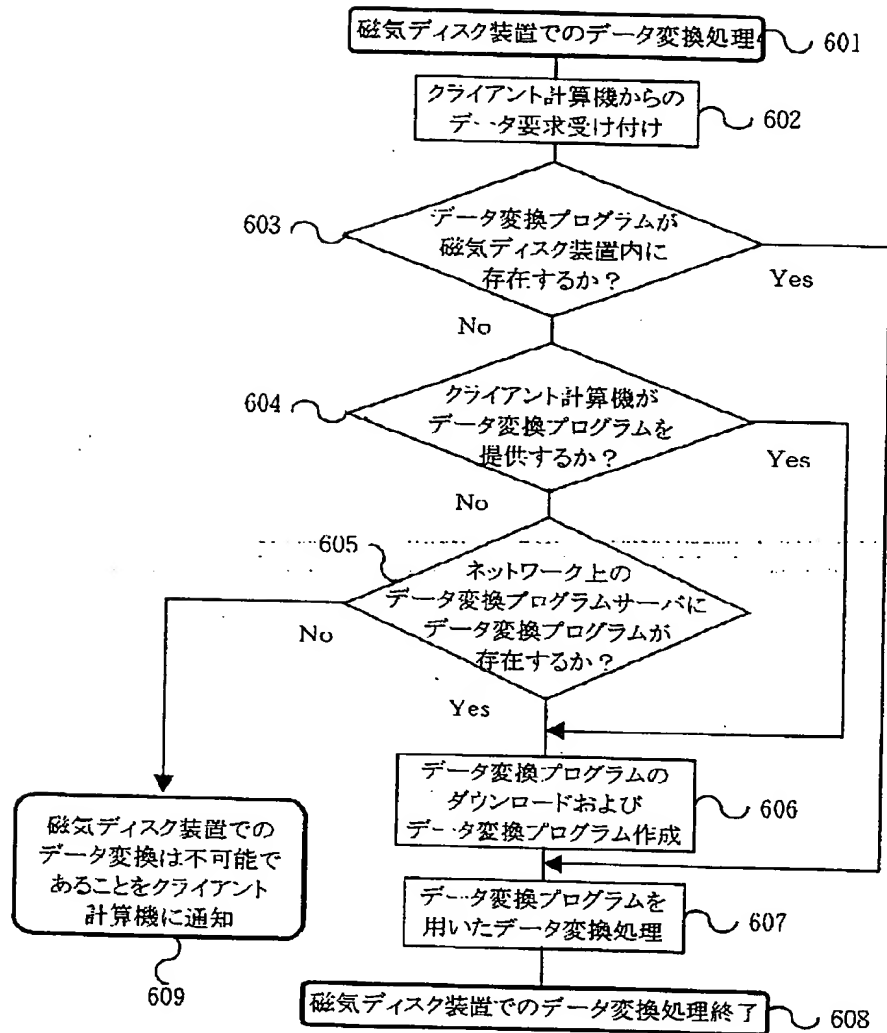 磁気ディスク装置でのデータ変換処理
601
クライアント計算機からの
データ要求受け付け
602
603
データ変換プログラムが
磁気ディスク装置内に
存在するか？
Yes
No
604
クライアント計算機が
データ変換プログラムを
提供するか？
Yes
No
605
ネットワーク上の
データ変換プログラムサーバに
データ変換プログラムが
存在するか？
No
Yes
データ変換プログラムの
ダウンロードおよび
データ変換プログラム作成
606
磁気ディスク装置での
データ変換は不可能で
あることをクライアント
計算機に通知
609
データ変換プログラムを
用いたデータ変換処理
607
磁気ディスク装置でのデータ変換処理終了
608